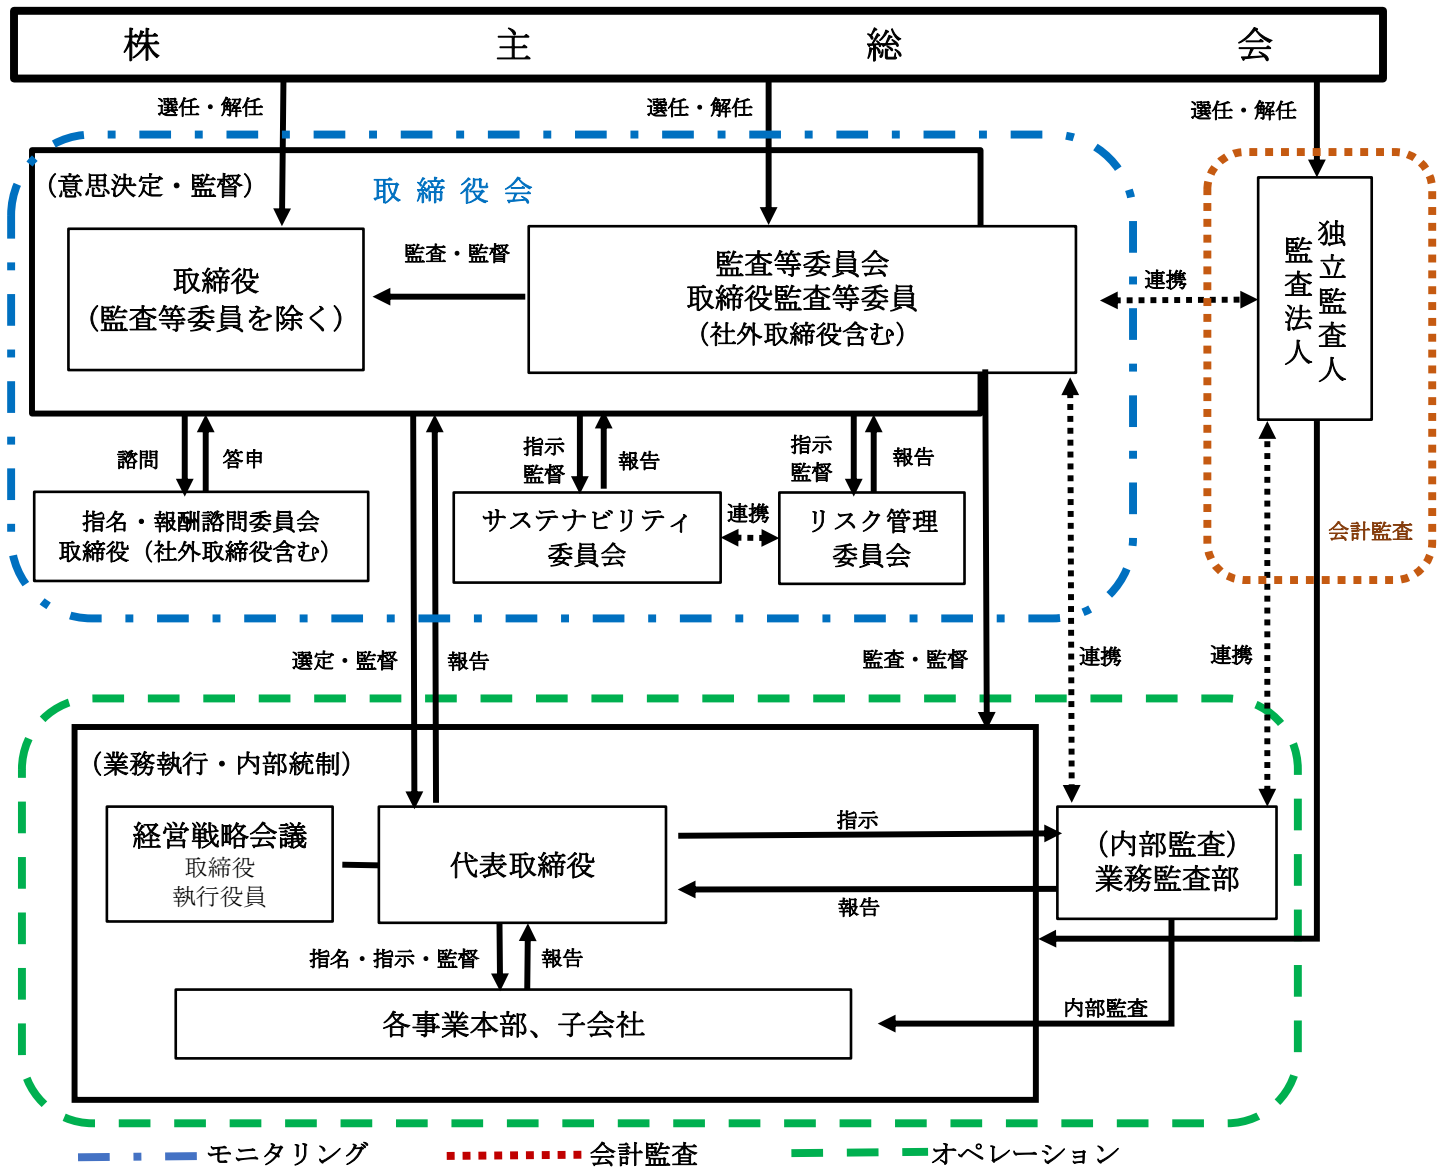 株主総会
選任・解任
選任・解任
選任・解任
(意思決定・監督)
取締役会
取締役
(監査等委員を除く)
監査・監督
監査等委員会
取締役監査等委員
(社外取締役含む)
連携
独立監査人
監査法人
会計監査
諮問
答申
指示
監督
報告
指示
監督
報告
指名・報酬諮問委員会
取締役(社外取締役含む)
サステナビリティ
委員会
連携
リスク管理
委員会
選定・監督
報告
監査・監督
連携
連携
(業務執行・内部統制)
経営戦略会議
取締役
執行役員
代表取締役
指示
報告
(内部監査)
業務監査部
指名・指示・監督
報告
内部監査
各事業本部、子会社
モニタリング
会計監査
オペレーション